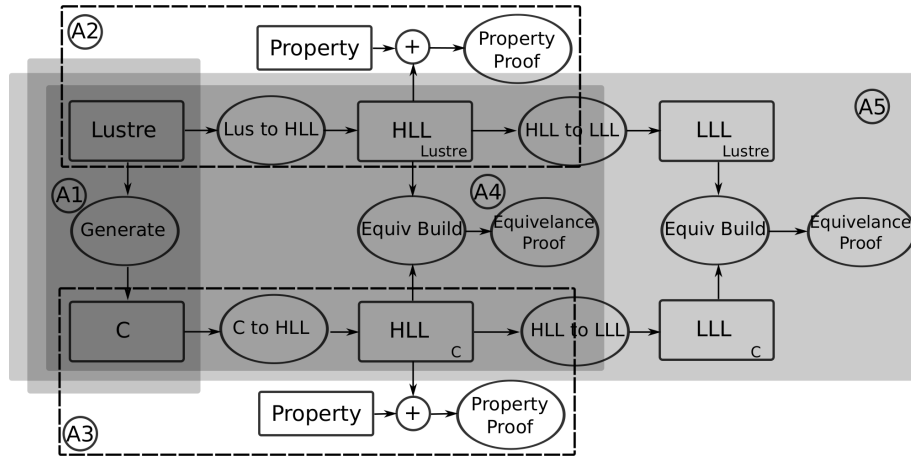 A2
Property
+
Property
Proof
A5
Lustre
Lus to HLL
HLL
Lustre
HLL to LLL
LLL
Lustre
A1
A4
Generate
Equiv Build
Equivelance
Proof
Equiv Build
Equivelance
Proof
C
C to HLL
HLL
C
HLL to LLL
LLL
C
Property
+
Property
Proof
A3